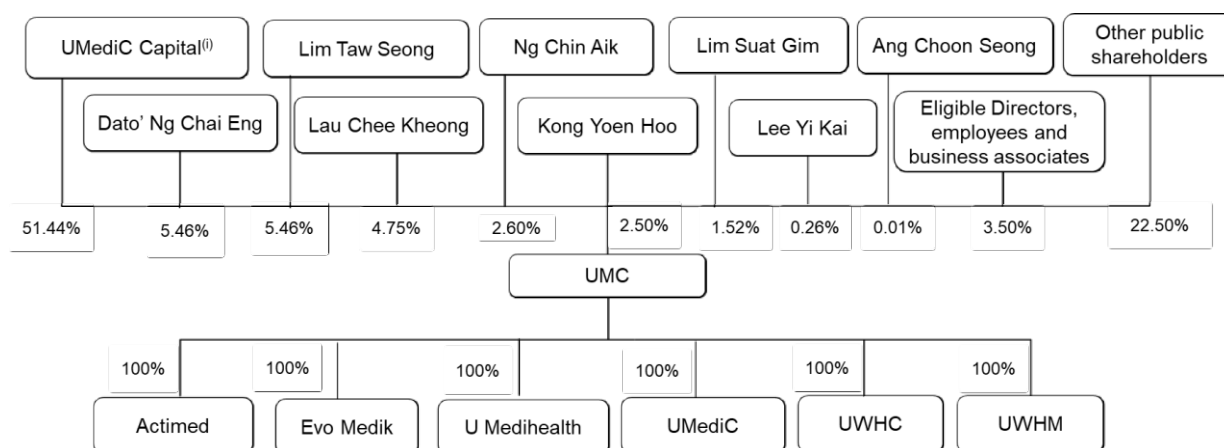 UMediC Capital(i)
Lim Taw Seong
Ng Chin Aik
Lim Suat Gim
Ang Choon Seong
Other public
shareholders
Dato’ Ng Chai Eng
Lau Chee Kheong
Kong Yoen Hoo
Lee Yi Kai
Eligible Directors,
employees and
business associates
51.44%
5.46%
5.46%
4.75%
2.60%
2.50%
1.52%
0.26%
0.01%
3.50%
22.50%
UMC
100%
100%
100%
100%
100%
100%
Actimed
Evo Medik
U Medihealth
UMediC
UWHC
UWHM